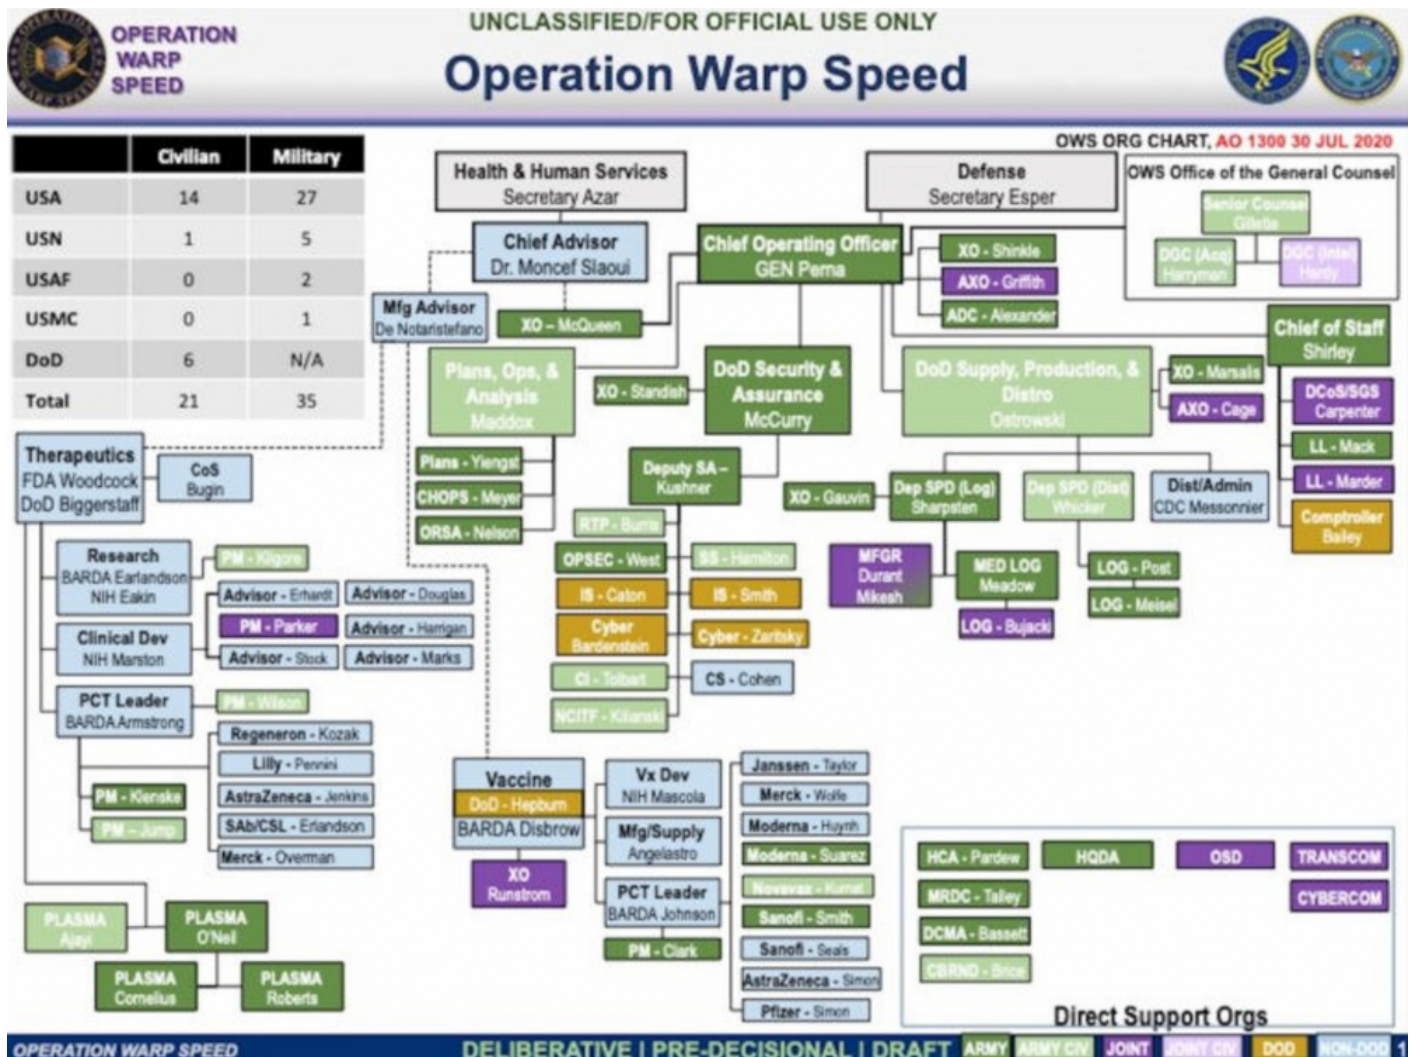 UNCLASSIFIED/FOR OFFICIAL USE ONLY
OPERATION
WARP
SPEED
Operation Warp Speed
OWS ORG CHART, AO 1300 30 JUL 2020
Civilian Military
USA 14 27
USN 1 5
USAF 0 2
USMC 0 1
DoD 6 N/A
Total 21 35
Health & Human Services
Secretary Azar
Defense
Secretary Esper
OWS Office of the General Counsel
Senior Counsel
Gillette
DGC (Acq)
Harryman
DGC (Intel)
Hardy
Chief Advisor
Dr. Moncef Slaoui
Chief Operating Officer
GEN Perna
XO - Shinkle
AXO - Griffith
ADC - Alexander
Mfg Advisor
De Notaristefano
XO – McQueen
Chief of Staff
Shirley
DCoS/SGS
Carpenter
LL - Mack
LL - Marder
Comptroller
Bailey
Plans, Ops, &
Analysis
Maddox
Plans - Yiengst
CHOPS - Meyer
ORSA - Nelson
XO - Standish
DoD Security &
Assurance
McCurry
Deputy SA –
Kushner
RTP - Burris
OPSEC - West
SS - Hamilton
IS - Caton
IS - Smith
Cyber
Bardenstein
Cyber - Zaritsky
CI - Tolbert
CS - Cohen
NCITF - Kilianski
DoD Supply, Production, &
Distro
Ostrowski
XO - Marsalis
AXO - Cage
XO - Gauvin
Dep SPD (Log)
Sharpsten
Dep SPD (Dist)
Whicker
Dist/Admin
CDC Messonnier
MFGR
Durant
Mikesh
MED LOG
Meadow
LOG - Bujacki
LOG - Post
LOG - Meisel
Therapeutics
FDA Woodcock
DoD Biggerstaff
CoS
Bugin
Research
BARDA Earlandson
NIH Eakin
PM - Kilgore
Clinical Dev
NIH Marston
Advisor - Erhardt
Advisor - Douglas
PM - Parker
Advisor - Harrigan
Advisor - Stock
Advisor - Marks
PCT Leader
BARDA Armstrong
PM - Wilson
Regeneron - Kozak
Lilly - Pennini
AstraZeneca - Jenkins
SAb/CSL - Erlandson
Merck - Overman
PM - Klenske
PM – Jump
PLASMA
Ajayi
PLASMA
O'Neil
PLASMA
Cornelius
PLASMA
Roberts
Vaccine
DoD - Hepburn
BARDA Disbrow
XO
Runstrom
Vx Dev
NIH Mascola
Mfg/Supply
Angelastro
PCT Leader
BARDA Johnson
PM - Clark
Janssen - Taylor
Merck - Wolfe
Moderna - Huynh
Moderna - Suarez
Novavax -
Sanofi - Smith
Sanofi - Seals
AstraZeneca - Simon
Pfizer - Simon
HCA - Pardew
HQDA
OSD
TRANSCOM
MRDC - Talley
CYBERCOM
DCMA - Bassett
CBRND - Brice
Direct Support Orgs
OPERATION WARP SPEED
DELIBERATIVE | PRE-DECISIONAL | DRAFT
ARMY ARMY CIV JOINT JOINT CIV DOD NON-DOD 1